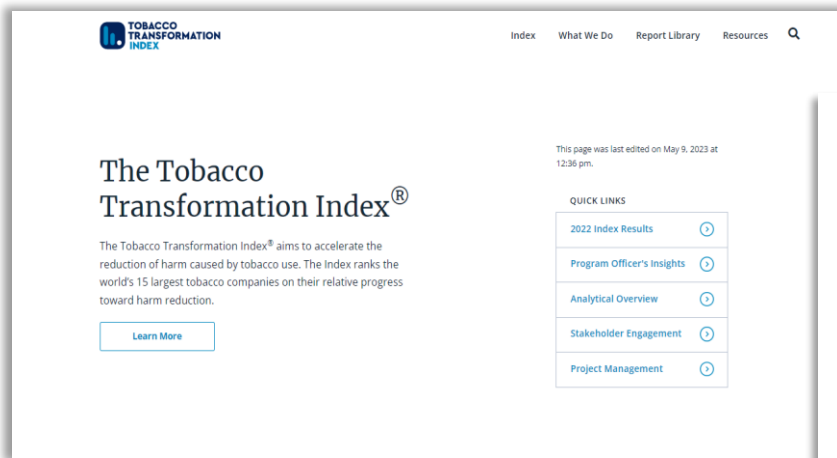 TOBACCO
TRANSFORMATION
INDEX
Index What We Do Report Library Resources
The Tobacco
Transformation Index®
The Tobacco Transformation Index® aims to accelerate the
reduction of harm caused by tobacco use. The Index ranks the
world's 15 largest tobacco companies on their relative progress
toward harm reduction.
Learn More
This page was last edited on May 9, 2023 at
12:36 pm.
QUICK LINKS
2022 Index Results
Program Officer's Insights
Analytical Overview
Stakeholder Engagement
Project Management